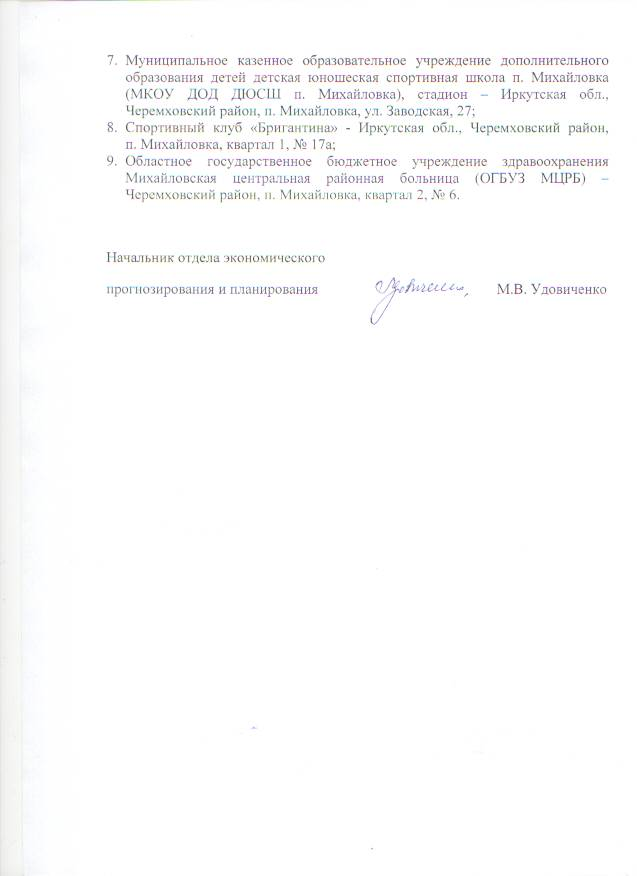 7. Муниципальное казенное образовательное учреждение дополнительного
образования детей детская юношеская спортивная школа п. Михайловка
(МКОУ ДОД ДЮСШ п. Михайловка), стадион – Иркутская обл.,
Черемховский район, п. Михайловка, ул. Заводская, 27;
8. Спортивный клуб «Бригантина» - Иркутская обл., Черемховский район,
п. Михайловка, квартал 1, № 17а;
9. Областное государственное бюджетное учреждение здравоохранения
Михайловская центральная районная больница (ОГБУЗ МЦРБ) –
Черемховский район, п. Михайловка, квартал 2, № 6.
Начальник отдела экономического
прогнозирования и планирования М.В. Удовиченко